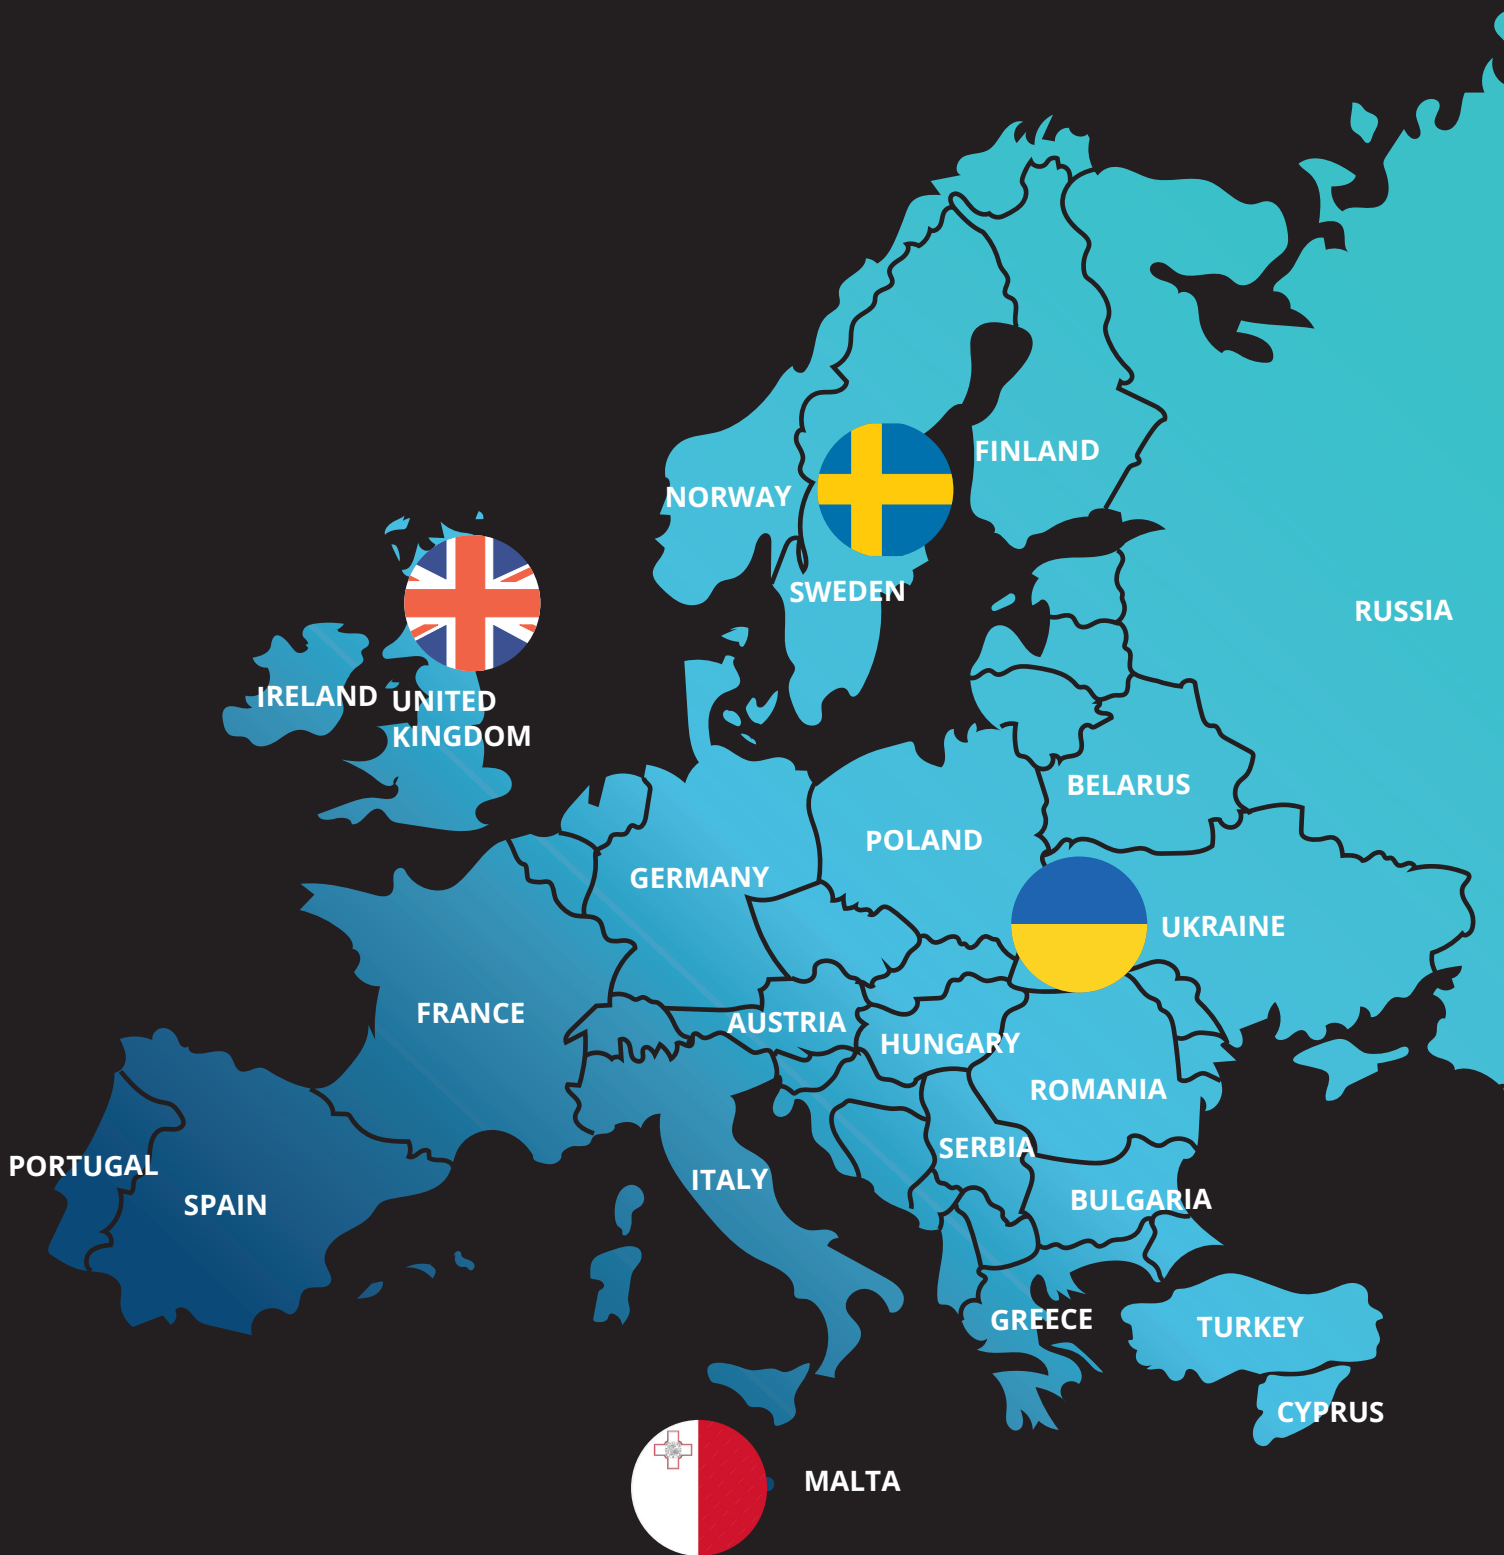 FINLAND
NORWAY
SWEDEN
RUSSIA
IRELAND
UNITED
KINGDOM
BELARUS
POLAND
GERMANY
UKRAINE
FRANCE
AUSTRIA
HUNGARY
ROMANIA
SERBIA
PORTUGAL
ITALY
SPAIN
BULGARIA
GREECE
TURKEY
CYPRUS
MALTA